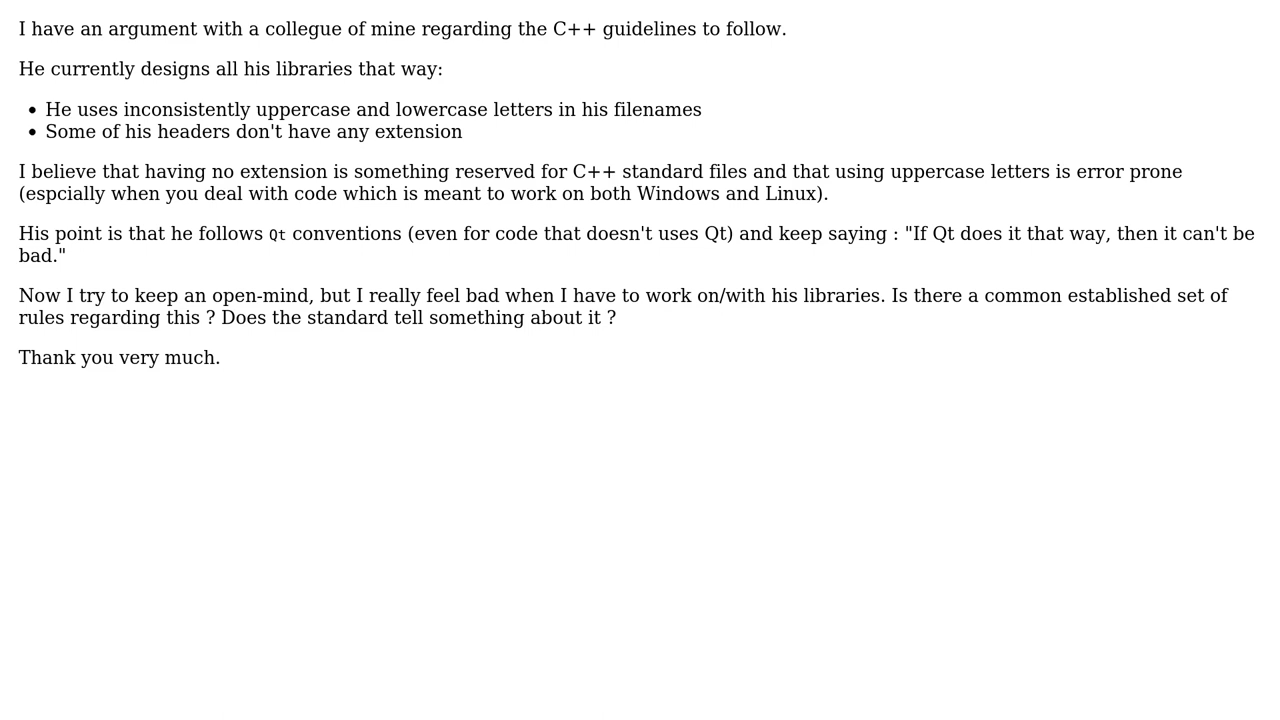 I have an argument with a collegue of mine regarding the C++ guidelines to follow.
He currently designs all his libraries that way:
• He uses inconsistently uppercase and lowercase letters in his filenames
• Some of his headers don't have any extension
I believe that having no extension is something reserved for C++ standard files and that using uppercase letters is error prone
(espcially when you deal with code which is meant to work on both Windows and Linux).
His point is that he follows Qt conventions (even for code that doesn't uses Qt) and keep saying : "If Qt does it that way, then it can't be
bad."
Now I try to keep an open-mind, but I really feel bad when I have to work on/with his libraries. Is there a common established set of
rules regarding this ? Does the standard tell something about it ?
Thank you very much.